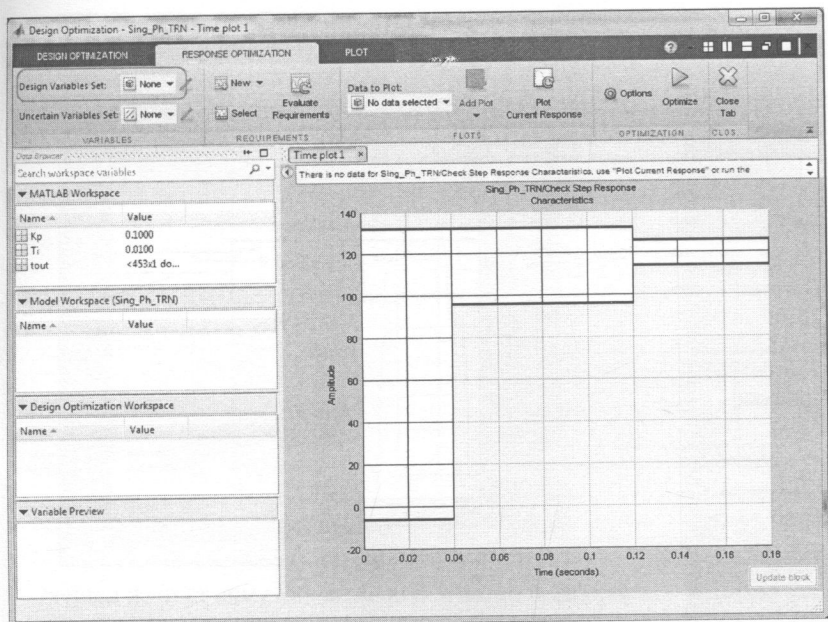 Design Optimization - Sing_Ph_TRN - Time plot 1
DESIGN OPTIMIZATION RESPONSE OPTIMIZATION PLOT
Design Variables Set: None
Uncertain Variables Set: None
VARIABLES
New
Select
Evaluate
Requirements
REQUIREMENTS
Data to Plot:
No data selected
Add Plot
Plot
Current Response
PLOTS
Options
Optimize
OPTIMIZATION
Close
Tab
CLOS...
Data Browser
Search workspace variables
MATLAB Workspace
Name Value
Kp 0.1000
Ti 0.0100
tout <453x1 do...
Model Workspace (Sing_Ph_TRN)
Name Value
Design Optimization Workspace
Name Value
Variable Preview
Time plot 1
There is no data for Sing_Ph_TRN/Check Step Response Characteristics, use "Plot Current Response" or run the
Sing_Ph_TRN/Check Step Response
Characteristics
140
120
100
80
60
40
20
0
-20
Amplitude
0 0.02 0.04 0.06 0.08 0.1 0.12 0.14 0.16 0.18
Time (seconds)
Update block